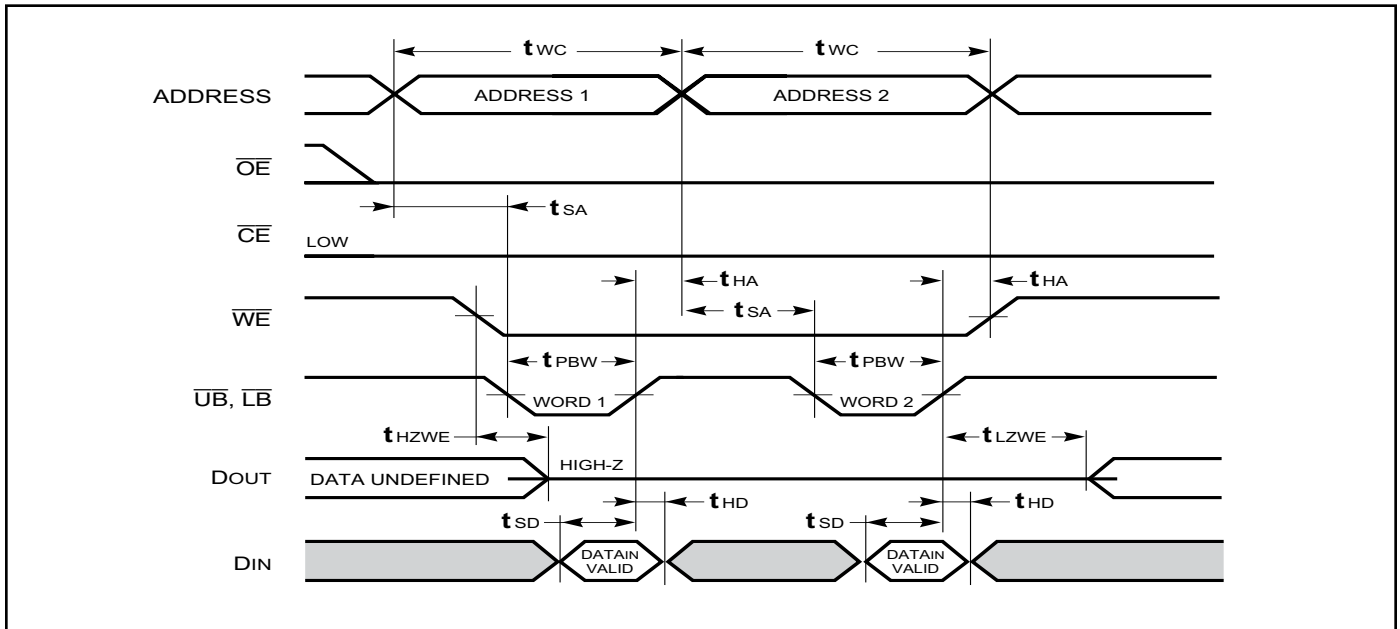 tWC tWC
ADDRESS ADDRESS 1 ADDRESS 2
OE
tSA
CE LOW
tHA tHA
WE tSA
tPBW tPBW
UB, LB WORD 1 WORD 2
tHZWE tLZWE
DOUT DATA UNDEFINED HIGH-Z
tHD tHD
tSD tSD
DIN DATAIN VALID DATAIN VALID